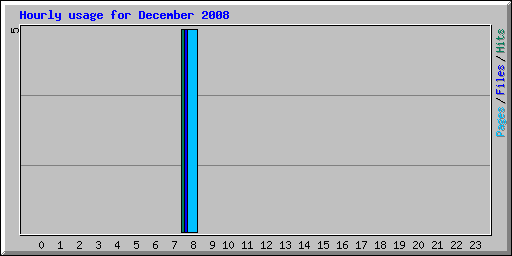 Hourly usage for December 2008
5
Pages/Files/Hits
0 1 2 3 4 5 6 7 8 9 10 11 12 13 14 15 16 17 18 19 20 21 22 23